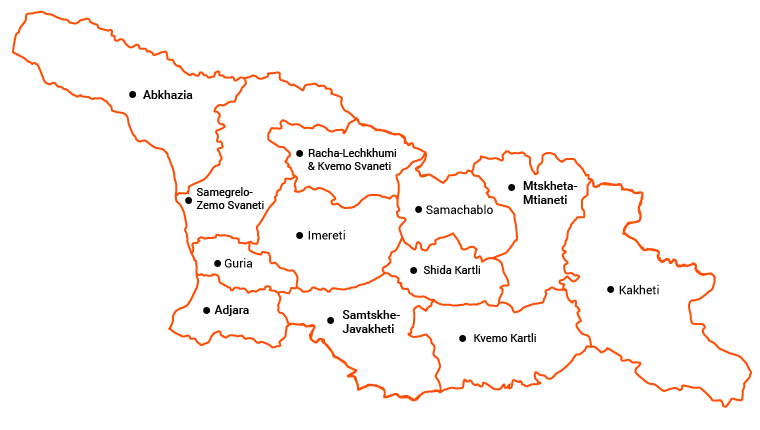 Abkhazia
Racha-Lechkhumi
& Kvemo Svaneti
Mtskheta-
Mtianeti
Samegrelo-
Zemo Svaneti
Samachablo
Imereti
Guria
Shida Kartli
Kakheti
Adjara
Samtskhe-
Javakheti
Kvemo Kartli